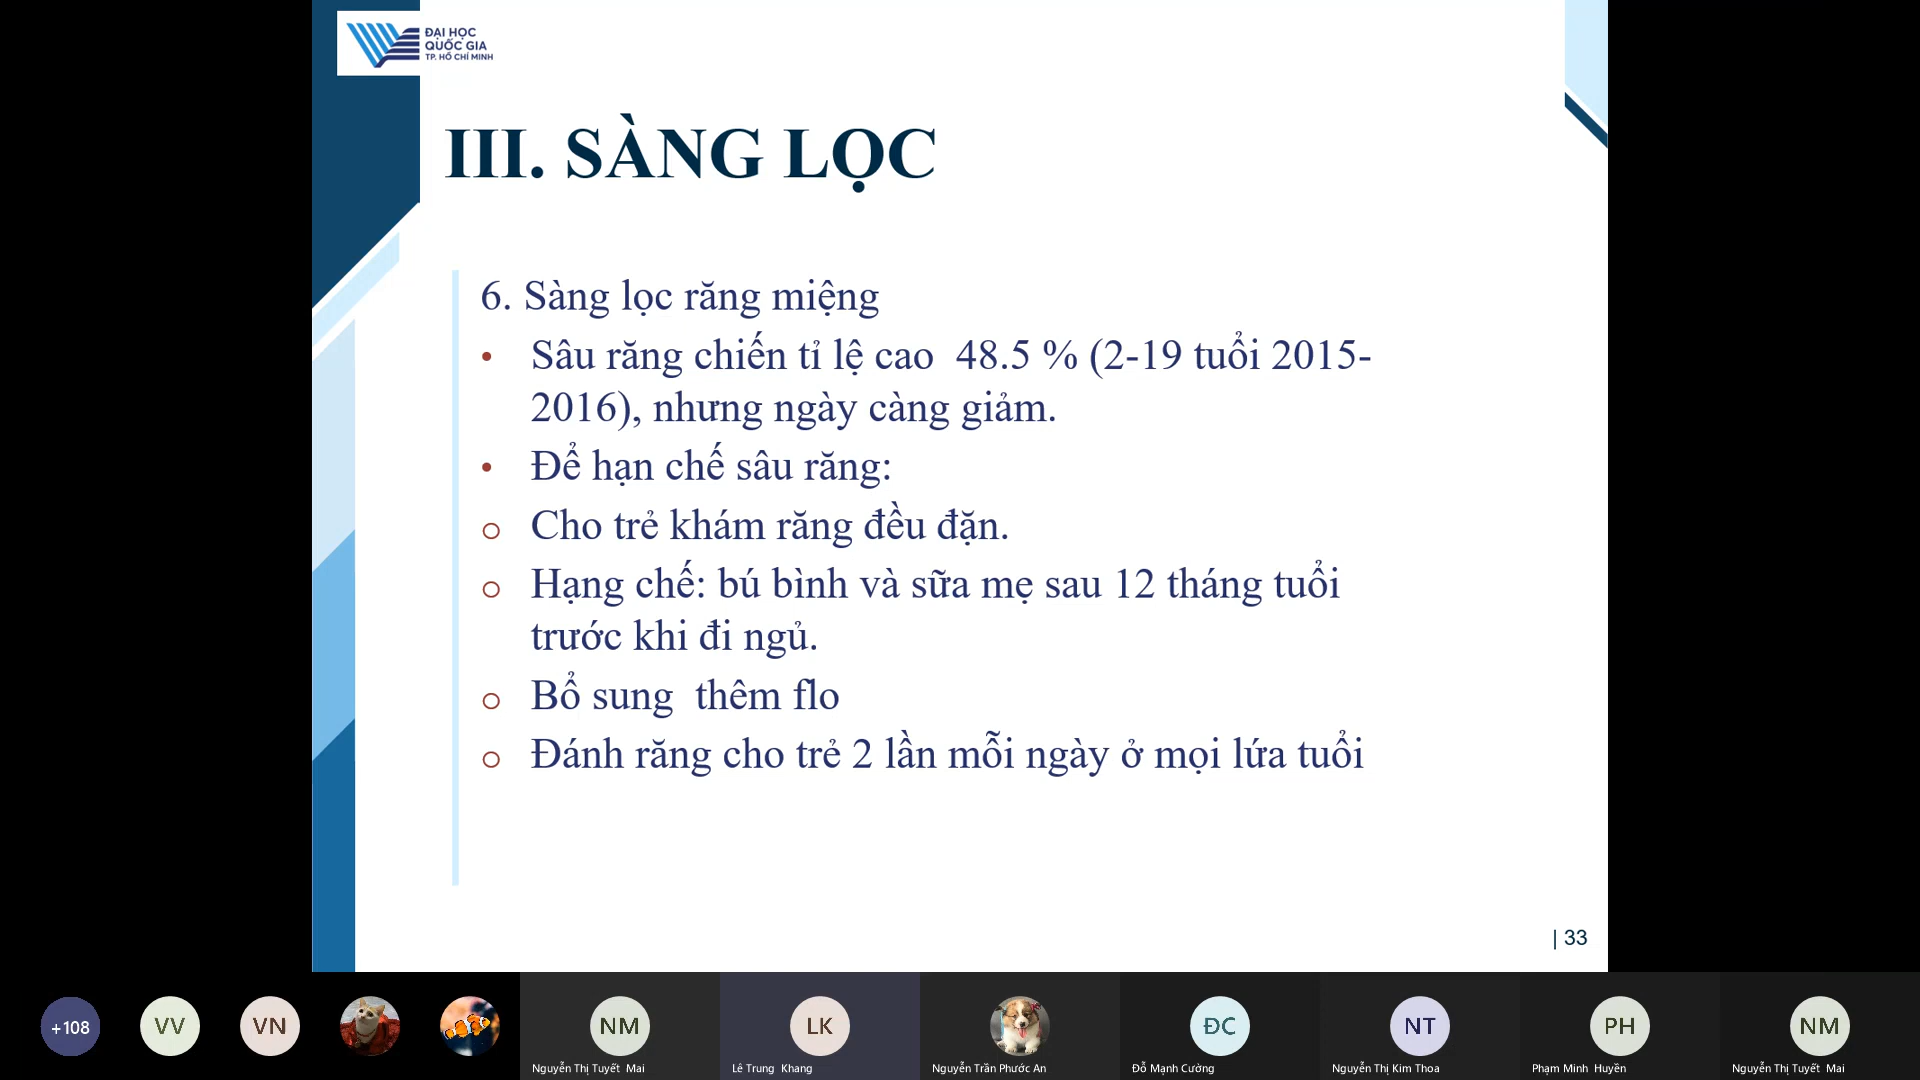 ĐẠI HỌC
QUỐC GIA
TP. HỒ CHÍ MINH
III. SÀNG LỌC
6. Sàng lọc răng miệng
• Sâu răng chiến tỉ lệ cao 48.5 % (2-19 tuổi 2015-
2016), nhưng ngày càng giảm.
• Để hạn chế sâu răng:
o Cho trẻ khám răng đều đặn.
o Hạng chế: bú bình và sữa mẹ sau 12 tháng tuổi
trước khi đi ngủ.
o Bổ sung thêm flo
o Đánh răng cho trẻ 2 lần mỗi ngày ở mọi lứa tuổi
| 33
+108
VV
VN
NM
LK
ĐC
NT
PH
NM
Nguyễn Thị Tuyết Mai
Lê Trung Khang
Nguyễn Trần Phước An
Đỗ Mạnh Cường
Nguyễn Thị Kim Thoa
Phạm Minh Huyền
Nguyễn Thị Tuyết Mai